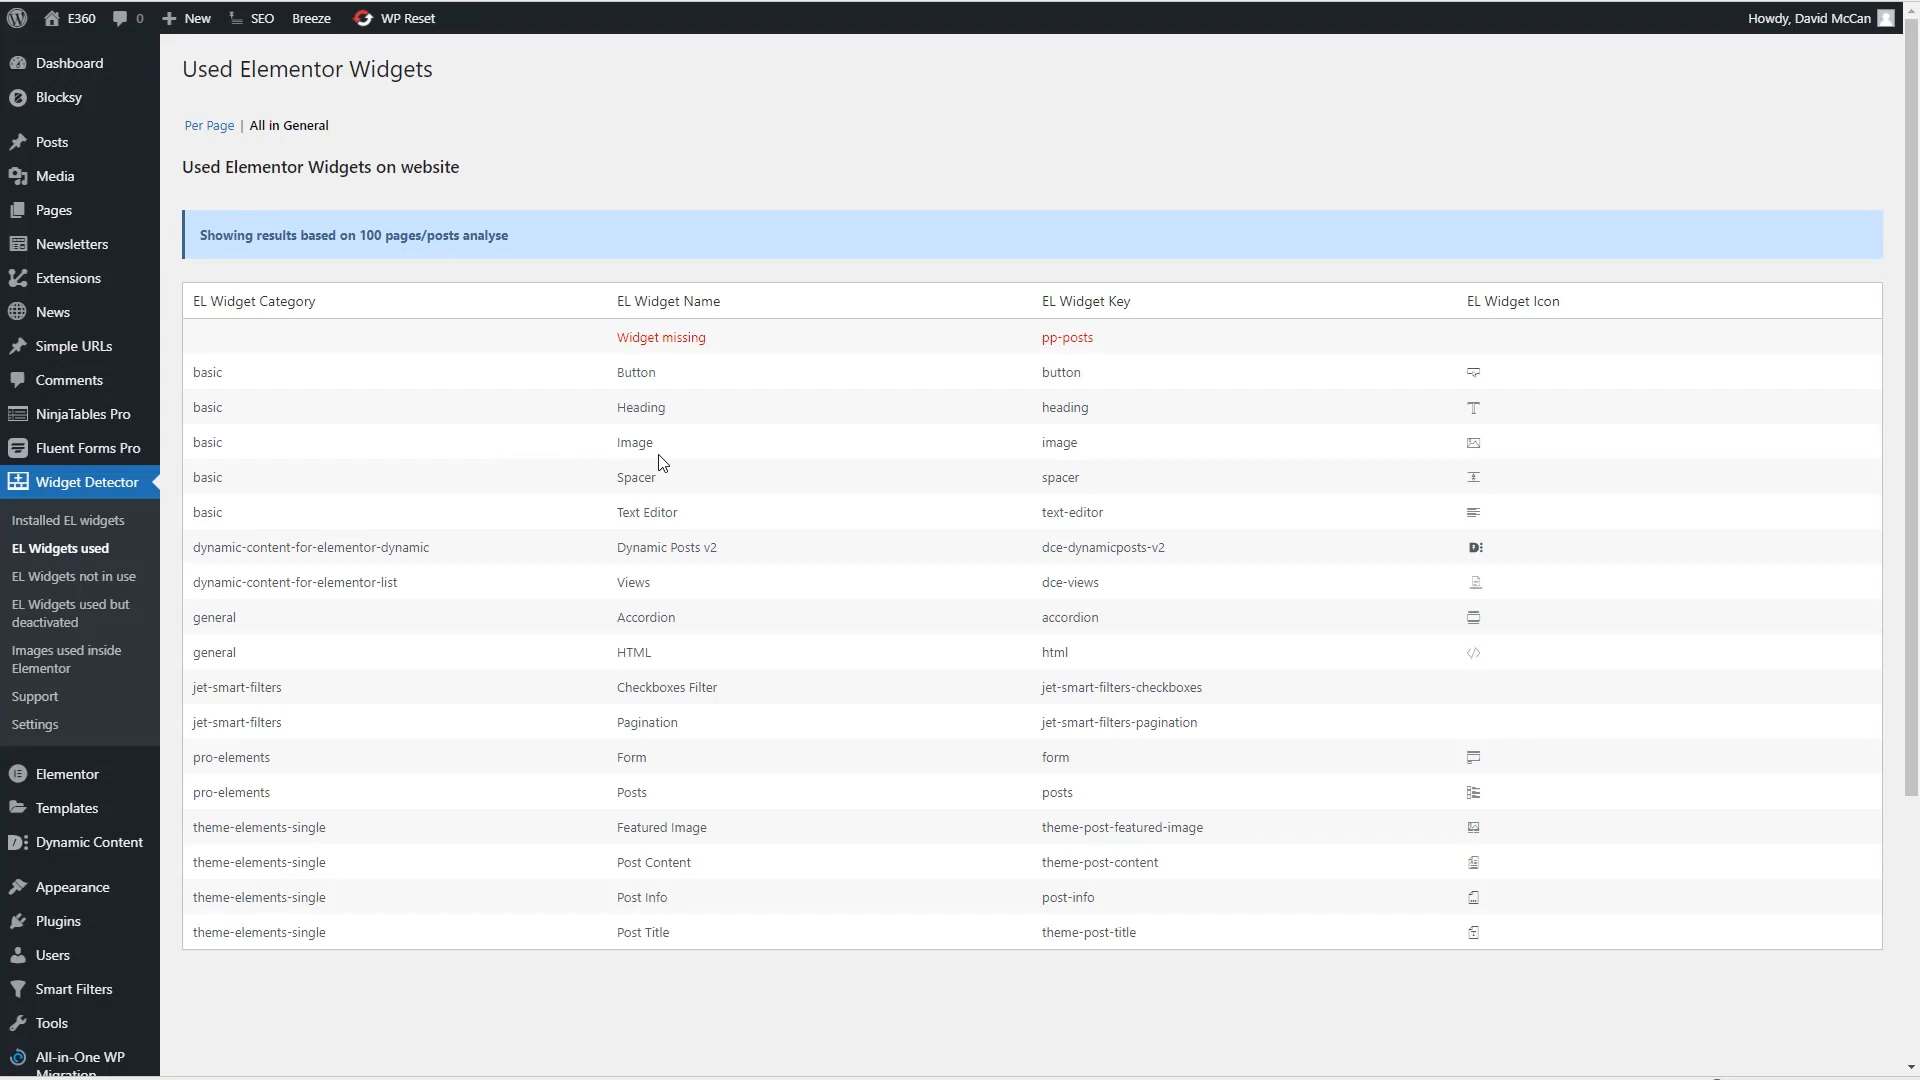 E360
0
New
SEO
Breeze
WP Reset
Howdy, David McCan
Dashboard
Blocksy
Posts
Media
Pages
Newsletters
Extensions
News
Simple URLs
Comments
NinjaTables Pro
Fluent Forms Pro
Widget Detector
Installed EL widgets
EL Widgets used
EL Widgets not in use
EL Widgets used but
deactivated
Images used inside
Elementor
Support
Settings
Elementor
Templates
Dynamic Content
Appearance
Plugins
Users
Smart Filters
Tools
All-in-One WP
Migration
Used Elementor Widgets
Per Page | All in General
Used Elementor Widgets on website
Showing results based on 100 pages/posts analyse
EL Widget Category EL Widget Name EL Widget Key EL Widget Icon
Widget missing pp-posts
basic Button button
basic Heading heading
basic Image image
basic Spacer spacer
basic Text Editor text-editor
dynamic-content-for-elementor-dynamic Dynamic Posts v2 dce-dynamicposts-v2
dynamic-content-for-elementor-list Views dce-views
general Accordion accordion
general HTML html
jet-smart-filters Checkboxes Filter jet-smart-filters-checkboxes
jet-smart-filters Pagination jet-smart-filters-pagination
pro-elements Form form
pro-elements Posts posts
theme-elements-single Featured Image theme-post-featured-image
theme-elements-single Post Content theme-post-content
theme-elements-single Post Info post-info
theme-elements-single Post Title theme-post-title